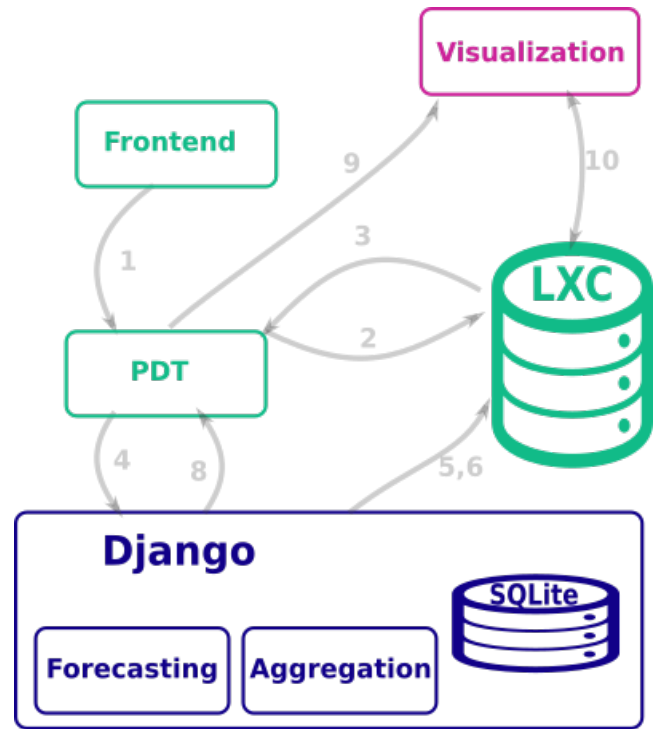 Visualization
Frontend
9
10
3
1
LXC
2
PDT
4
8
5,6
Django
SQLite
Forecasting
Aggregation